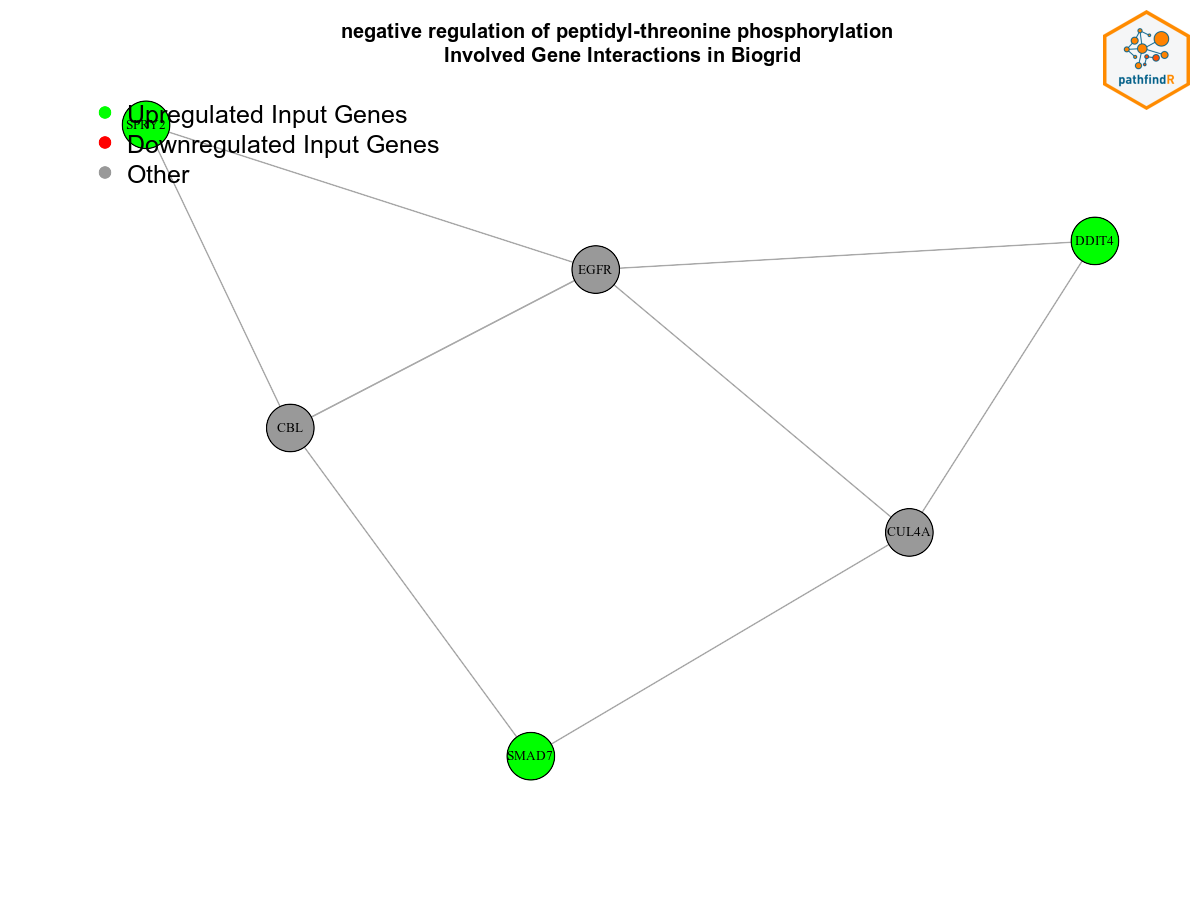 negative regulation of peptidyl-threonine phosphorylation
Involved Gene Interactions in Biogrid
pathfindR
Upregulated Input Genes
SPRY2
Downregulated Input Genes
Other
DDIT4
EGFR
CBL
CUL4A
SMAD7